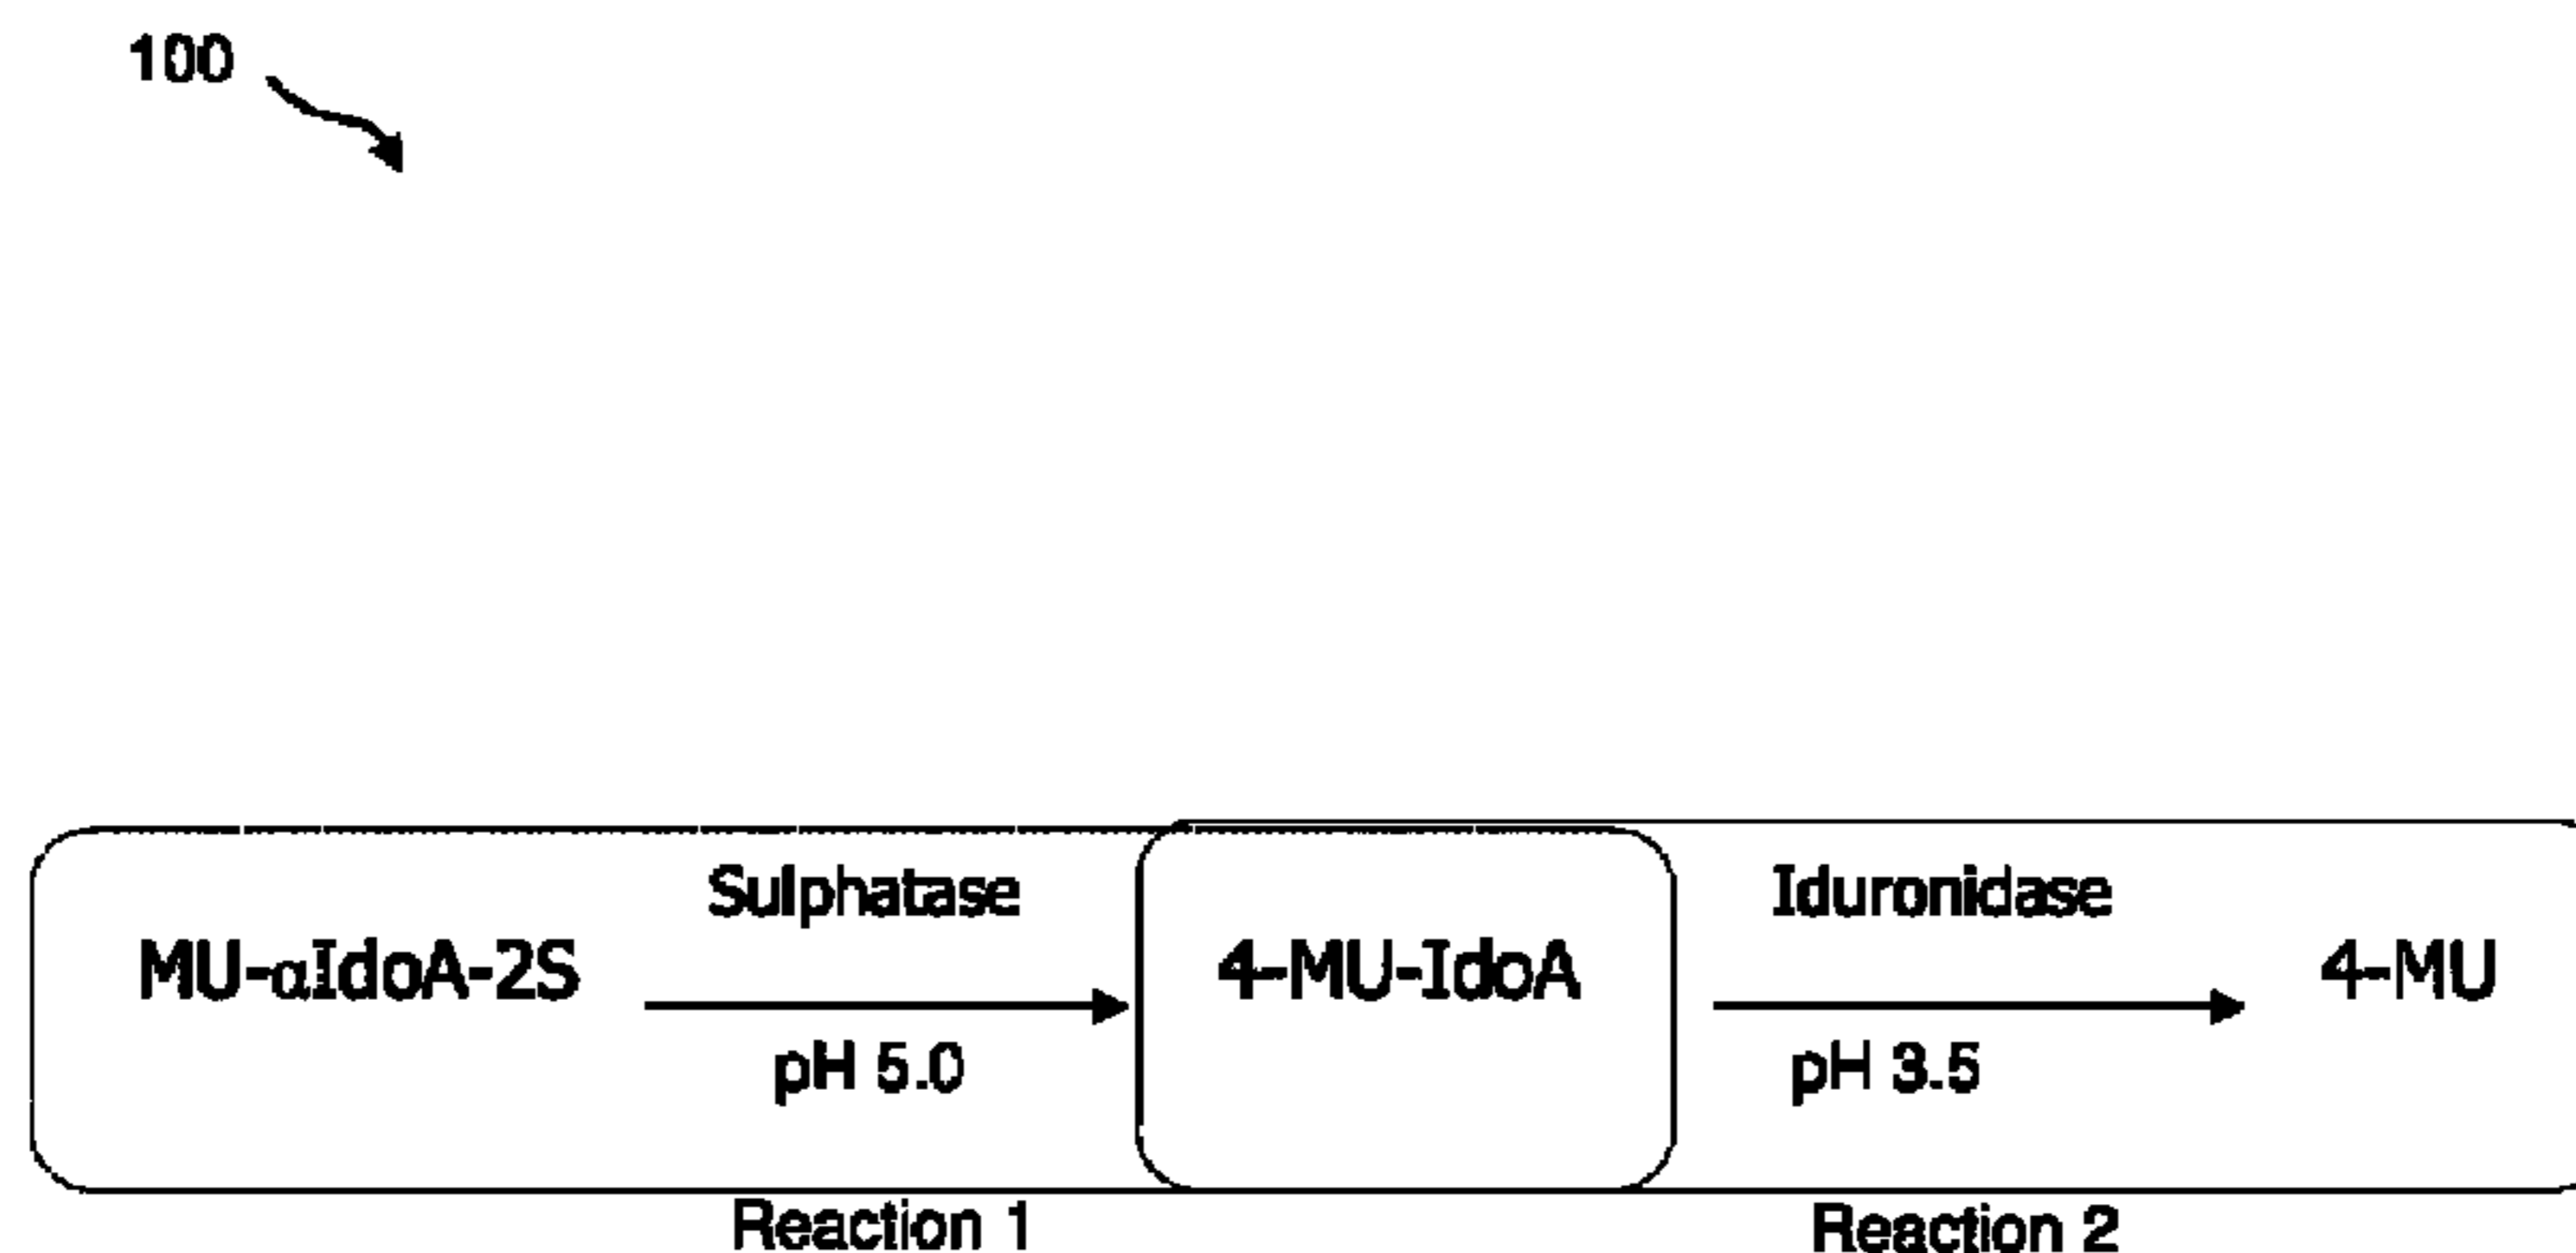 100
Sulphatase
Iduronidase
MU-αIdoA-2S
4-MU-IdoA
4-MU
pH 5.0
pH 3.5
Reaction 1
Reaction 2